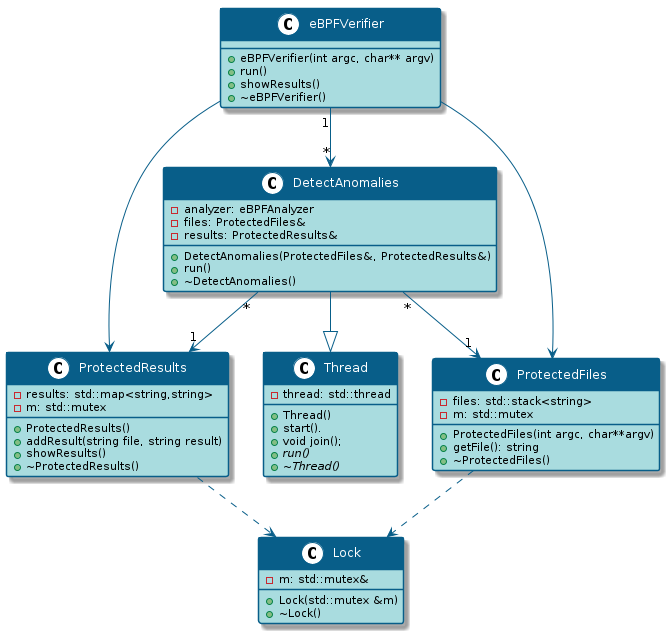 C eBPFVerifier
eBPFVerifier(int argc, char** argv)
run()
showResults()
~eBPFVerifier()
1
*
C DetectAnomalies
analyzer: eBPFAnalyzer
files: ProtectedFiles&
results: ProtectedResults&
DetectAnomalies(ProtectedFiles&, ProtectedResults&)
run()
~DetectAnomalies()
*
1
*
1
C ProtectedResults
results: std::map<string,string>
m: std::mutex
ProtectedResults()
addResult(string file, string result)
showResults()
~ProtectedResults()
C Thread
thread: std::thread
Thread()
start().
void join();
run()
~Thread()
C ProtectedFiles
files: std::stack<string>
m: std::mutex
ProtectedFiles(int argc, char**argv)
getFile(): string
~ProtectedFiles()
C Lock
m: std::mutex&
Lock(std::mutex &m)
~Lock()